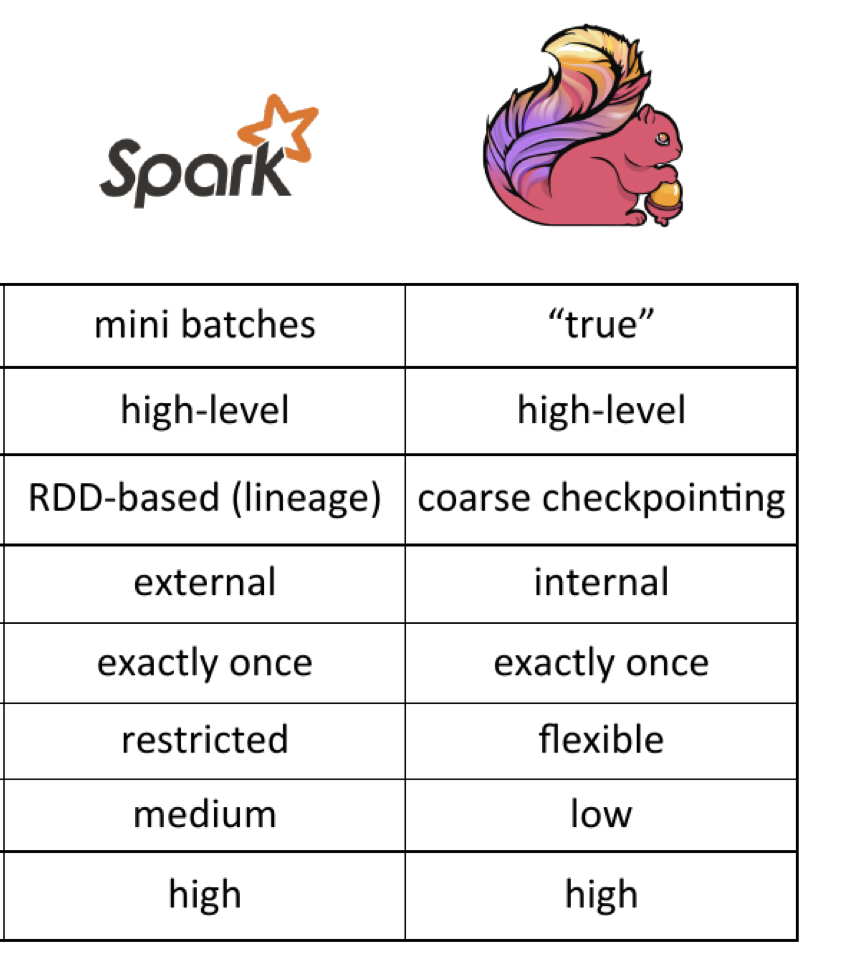 Spark
mini batches “true”
high-level high-level
RDD-based (lineage) coarse checkpointing
external internal
exactly once exactly once
restricted flexible
medium low
high high